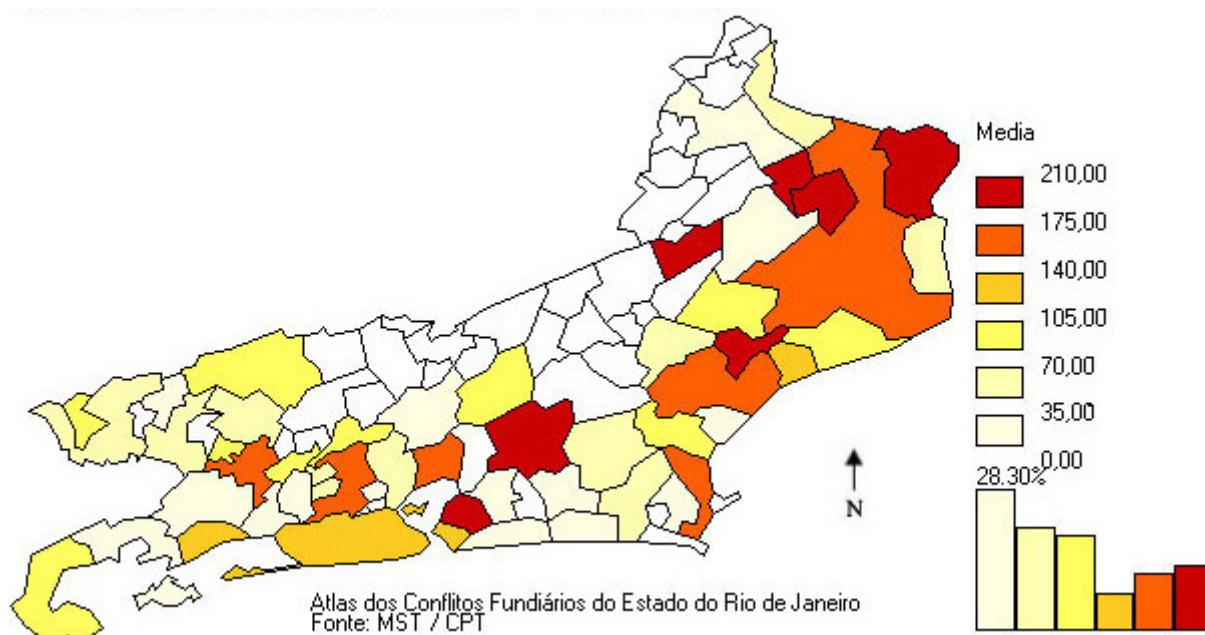 Media
210,00
175,00
140,00
105,00
70,00
35,00
0,00
28.30%
N
Atlas dos Conflitos Fundiários do Estado do Rio de Janeiro
Fonte: MST / CPT